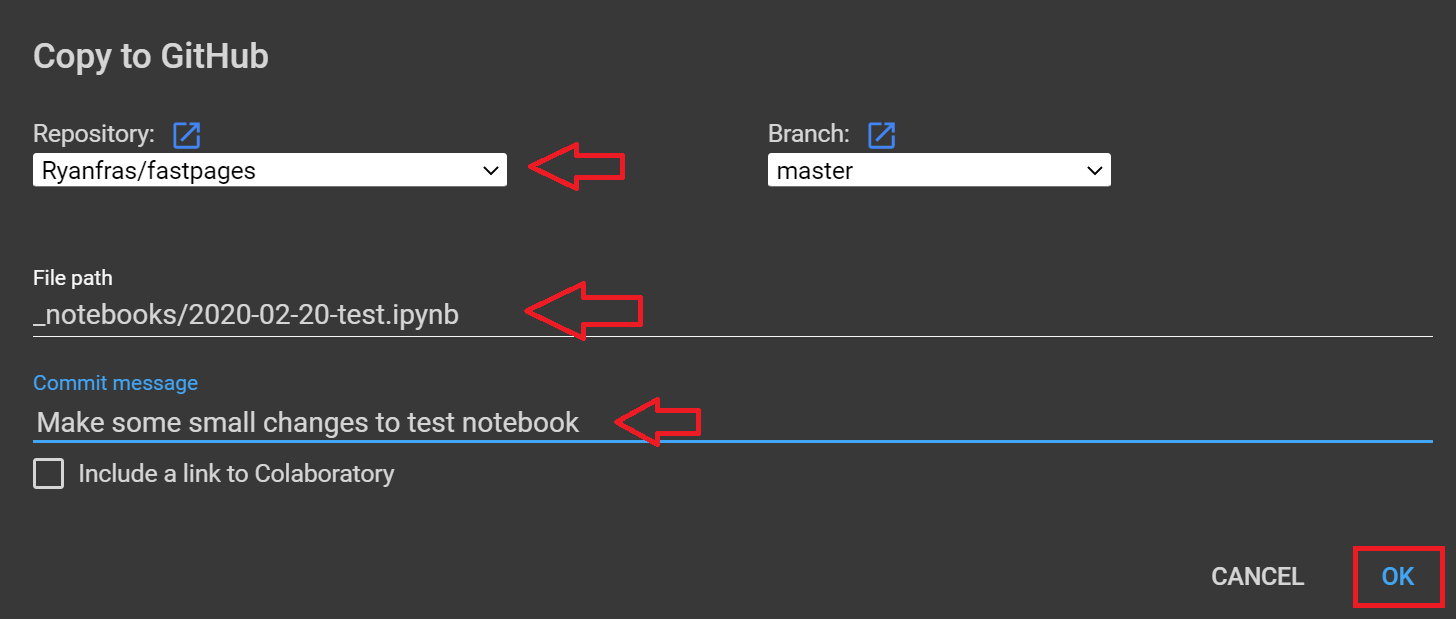 Copy to GitHub
Repository:
Branch:
Ryanfras/fastpages
master
File path
_notebooks/2020-02-20-test.ipynb
Commit message
Make some small changes to test notebook
Include a link to Colaboratory
CANCEL
OK